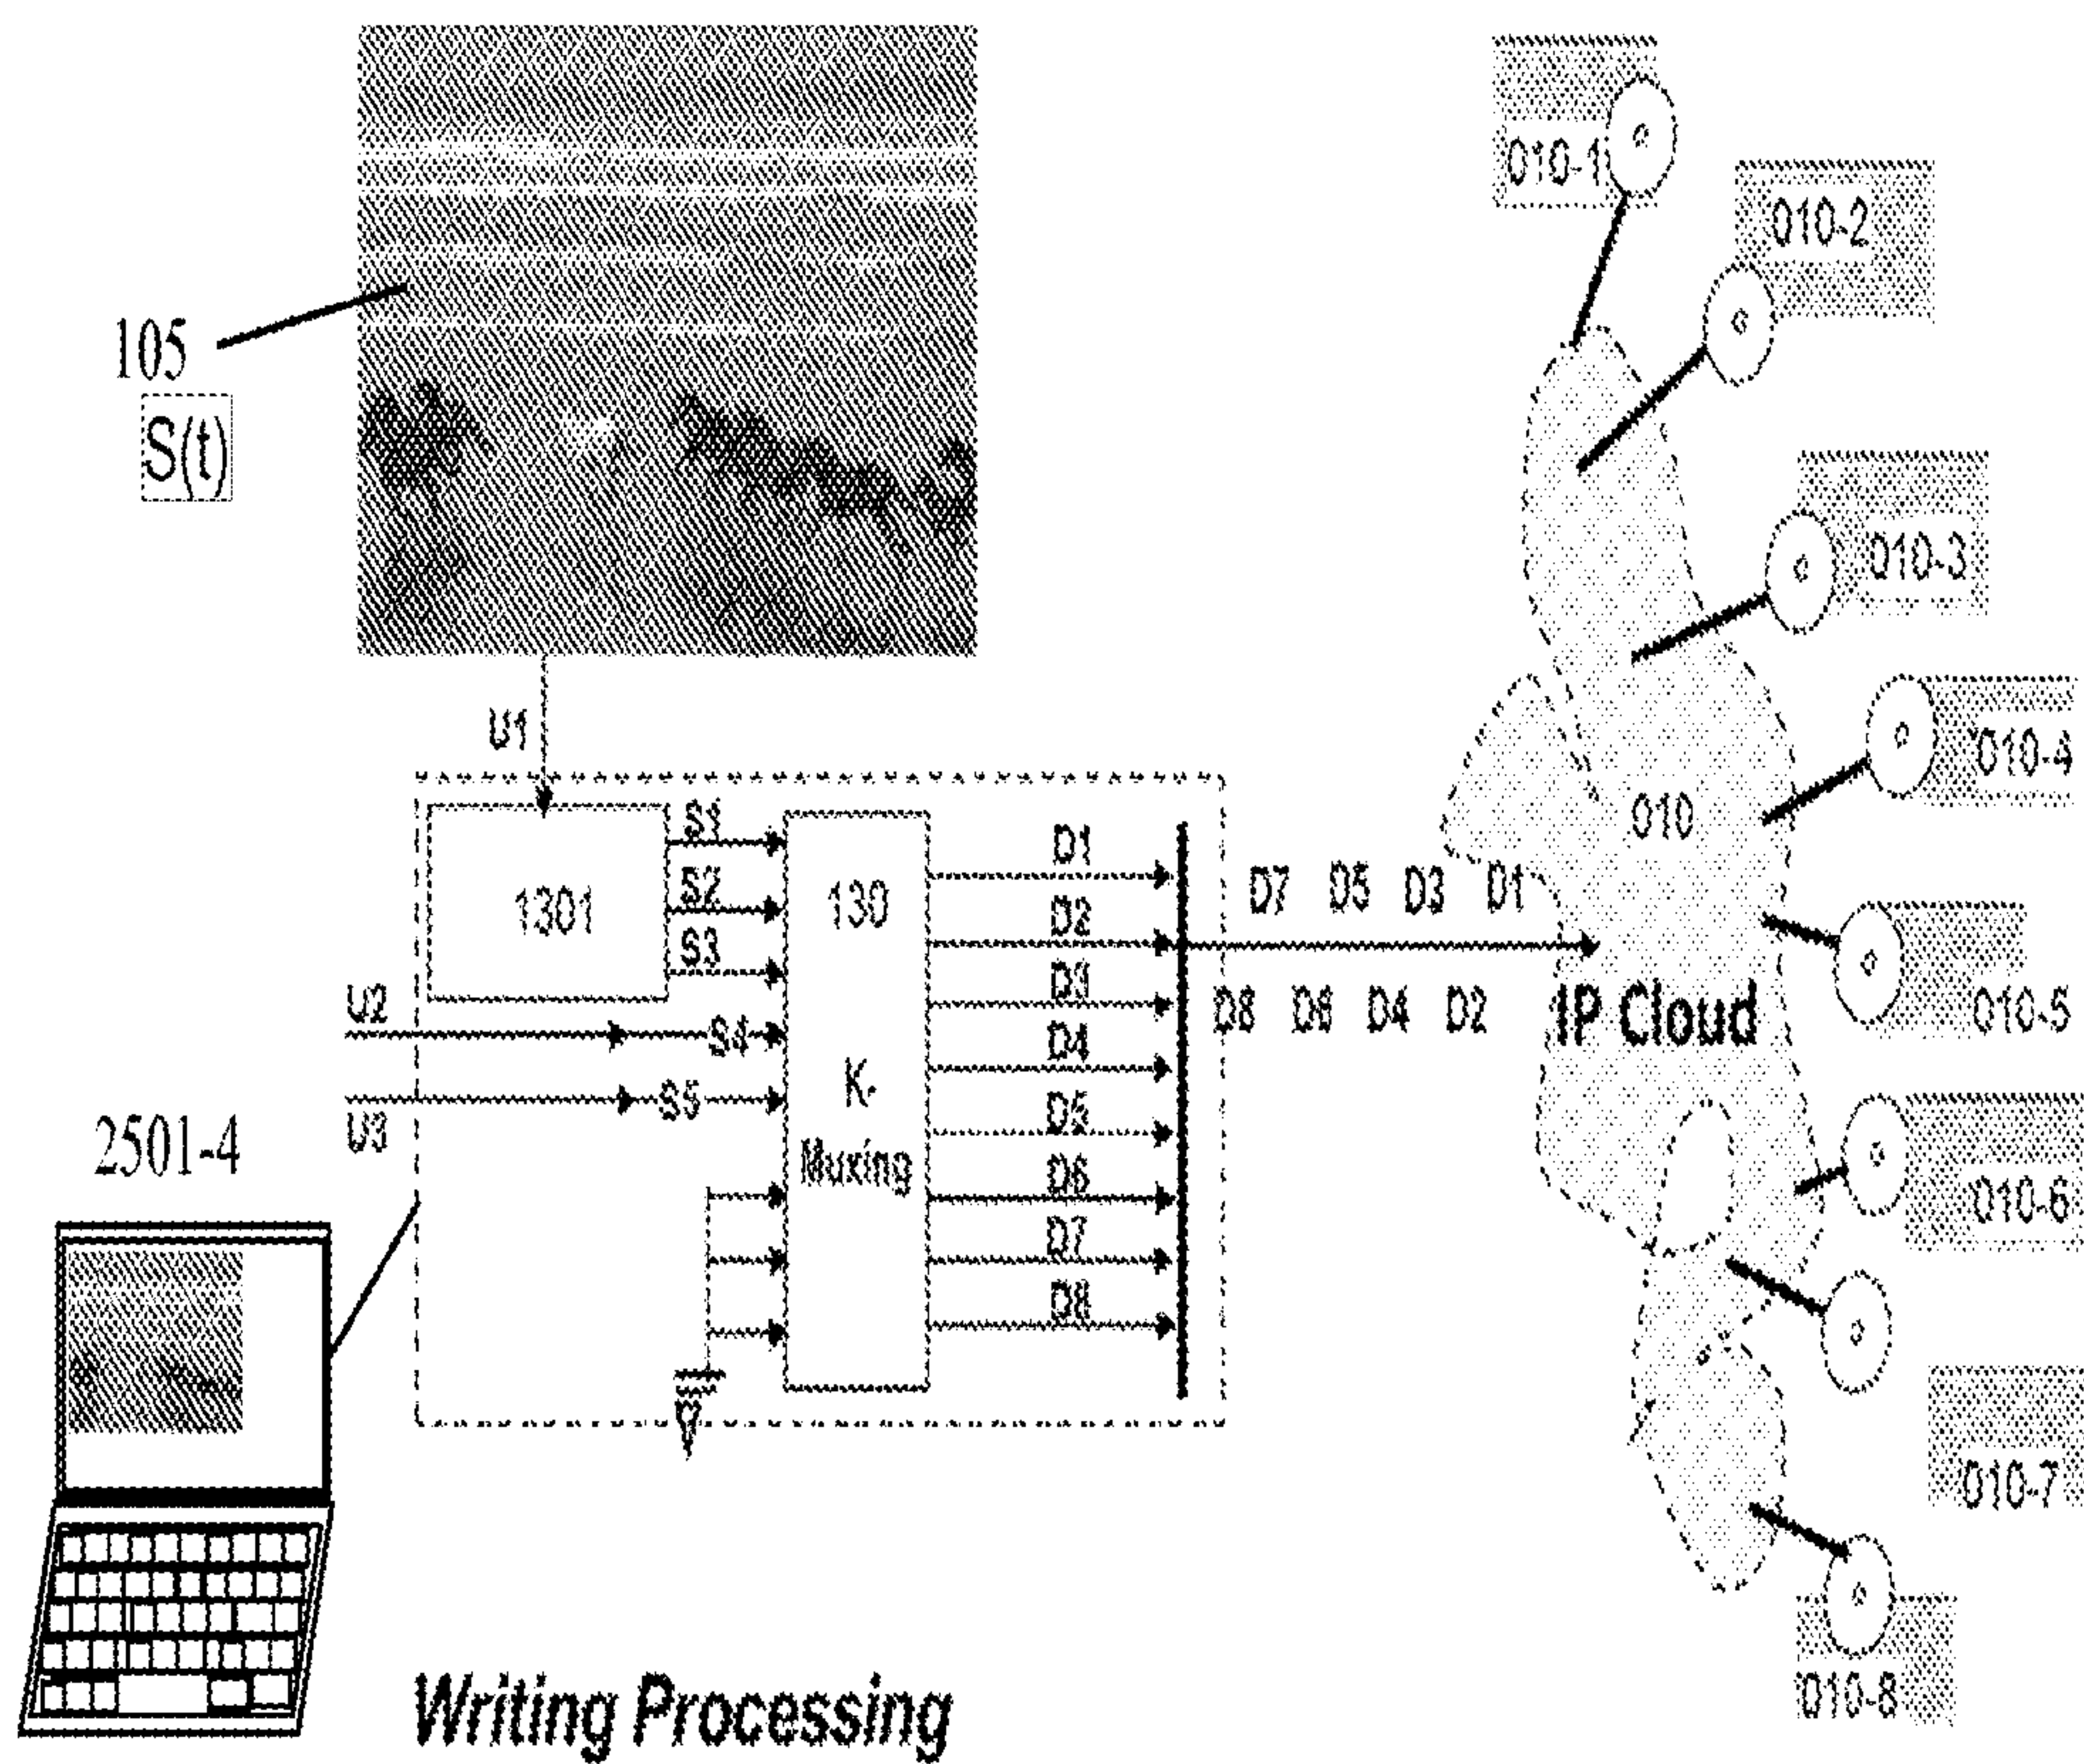 010-1
010-2
105
S(t)
010-3
U1
010-4
010
S1
D1
1301
S2
130
D7 D5 D3 D1
D2
S3
D3
U2
S4
D8 D6 D4 D2
IP Cloud
010-5
D4
K-
S5
U3
D5
2501-4
Muxing
D6
010-6
D7
D8
010-7
010-8
Writing Processing